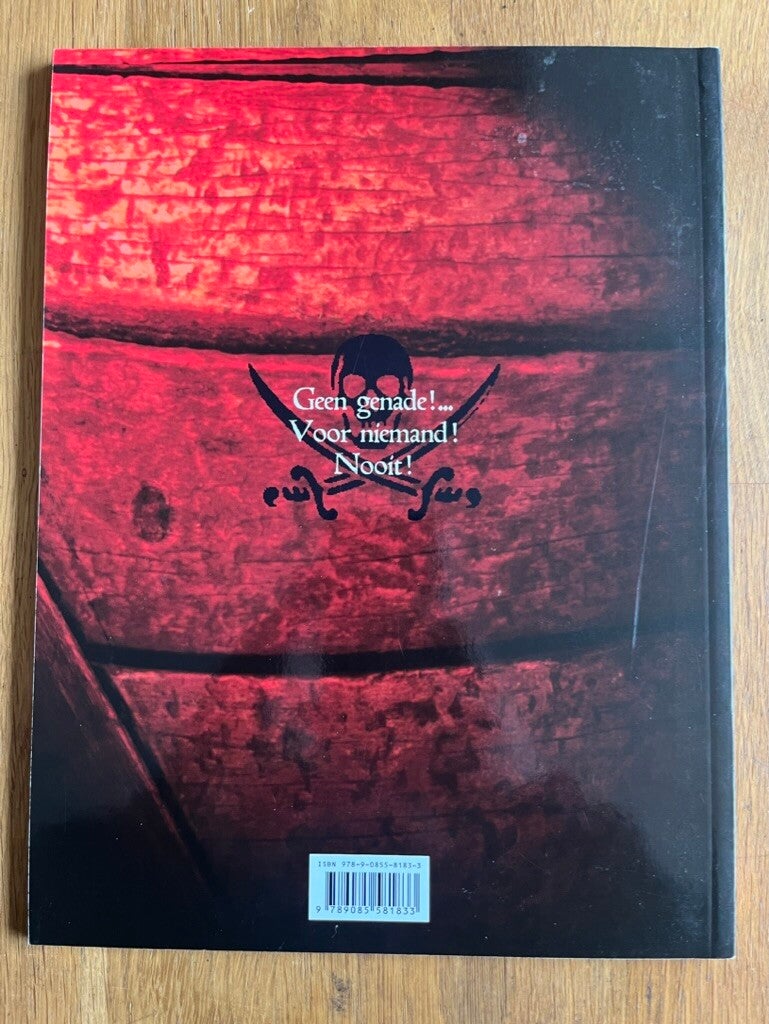 Geen genade!...
Voor niemand!
Nooit!
ISBN 978-9-0855-8183-3
9 789085 581833